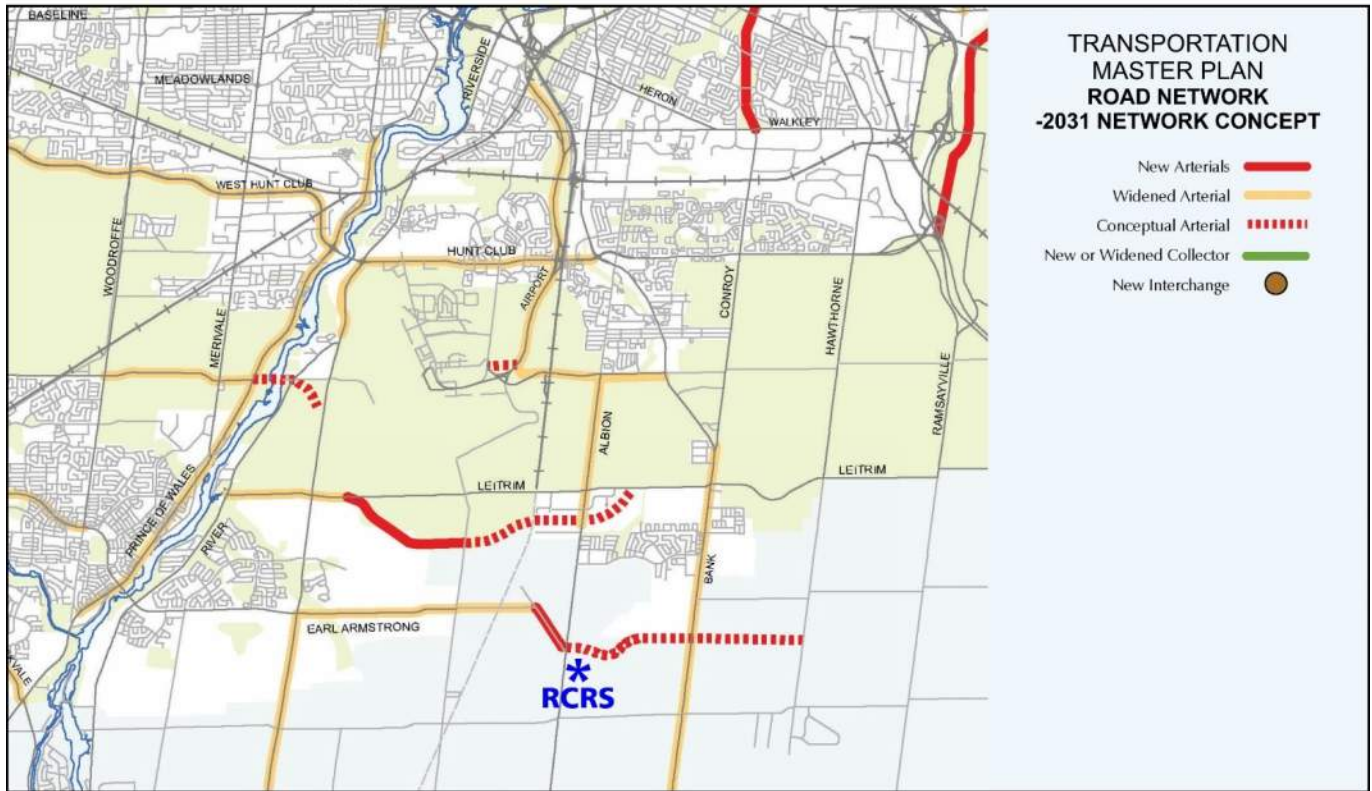 BASELINE
MEADOWLANDS
RIVERSIDE
HERON
WALKLEY
WEST HUNT CLUB
WOODROFFE
HUNT CLUB
MERIVALE
AIRPORT
CONROY
HAWTHORNE
RAMSAYVILLE
ALBION
LEITRIM
LEITRIM
PRINCE OF WALES
RIVER
BANK
EARL ARMSTRONG
RCRS
TRANSPORTATION
MASTER PLAN
ROAD NETWORK
-2031 NETWORK CONCEPT
New Arterials
Widened Arterial
Conceptual Arterial
New or Widened Collector
New Interchange